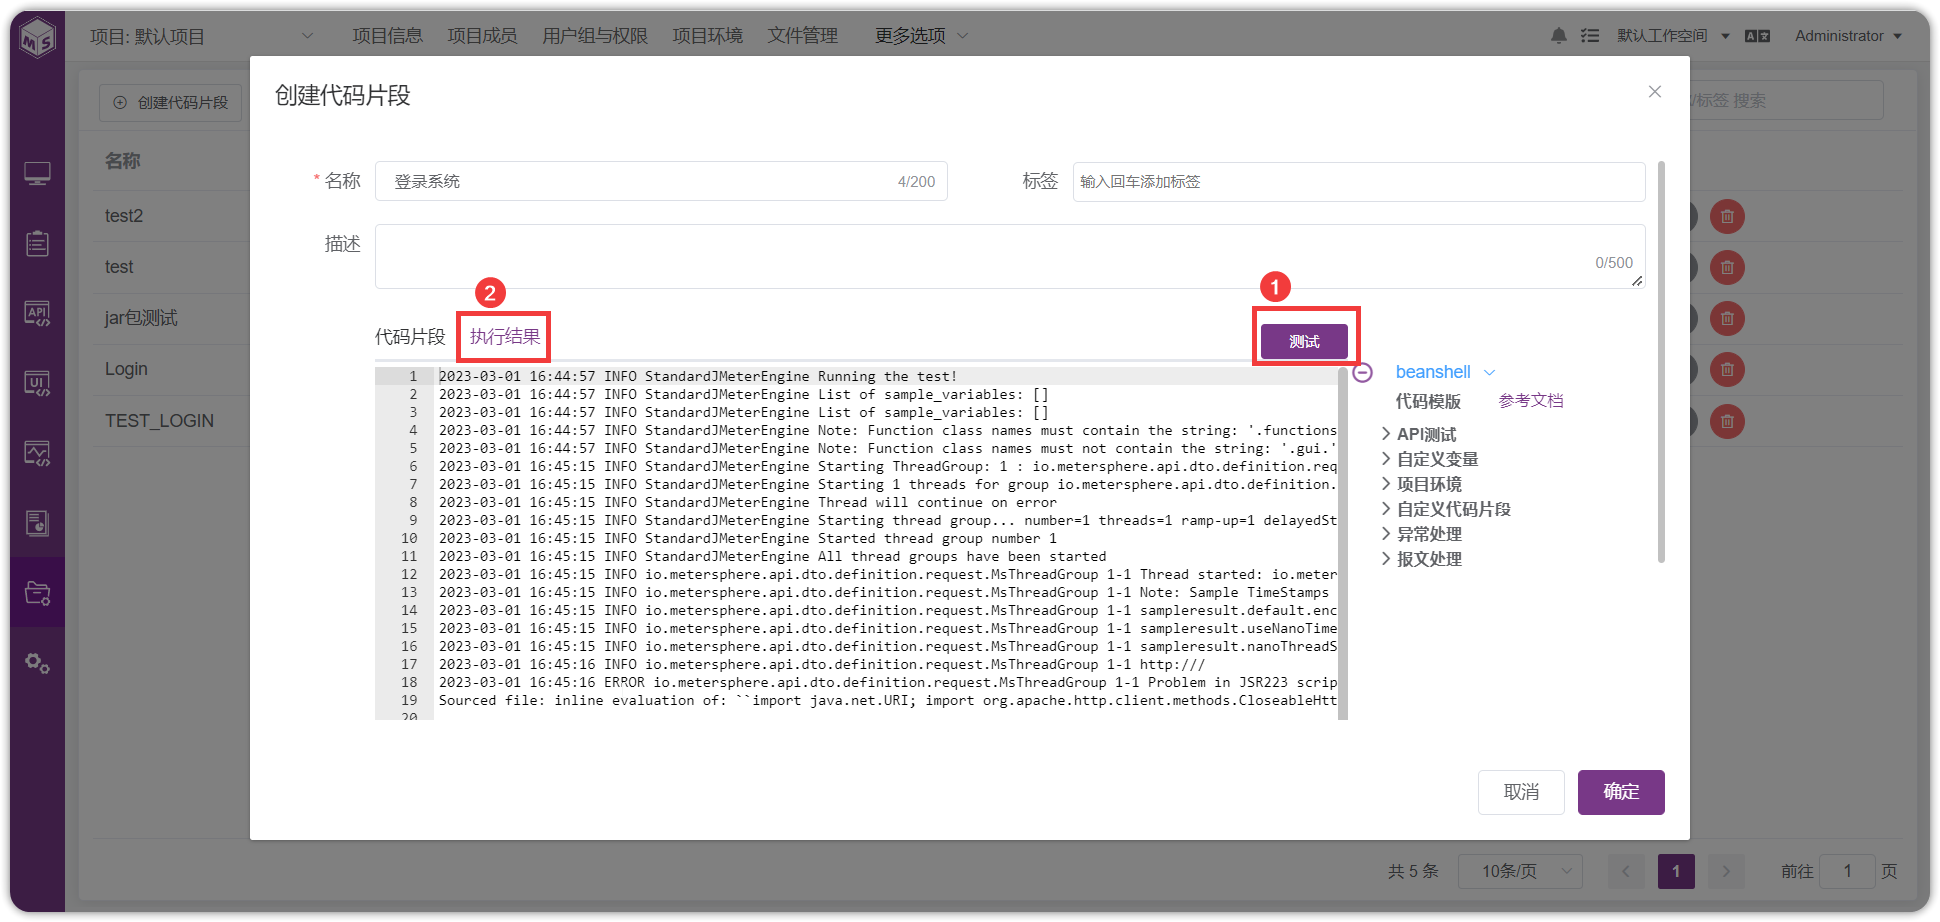 MS
项目: 默认项目
项目信息
项目成员
用户组与权限
项目环境
文件管理
更多选项
默认工作空间
Administrator
创建代码片段
/标签 搜索
名称
test2
test
jar包测试
Login
TEST_LOGIN
API
UI
创建代码片段
* 名称
登录系统
4/200
标签
输入回车添加标签
描述
0/500
2
1
代码片段
执行结果
测试
1 2023-03-01 16:44:57 INFO StandardJMeterEngine Running the test!
2 2023-03-01 16:44:57 INFO StandardJMeterEngine List of sample_variables: []
3 2023-03-01 16:44:57 INFO StandardJMeterEngine List of sample_variables: []
4 2023-03-01 16:44:57 INFO StandardJMeterEngine Note: Function class names must contain the string: '.functions
5 2023-03-01 16:44:57 INFO StandardJMeterEngine Note: Function class names must not contain the string: '.gui.'
6 2023-03-01 16:45:15 INFO StandardJMeterEngine Starting ThreadGroup: 1 : io.metersphere.api.dto.definition.req
7 2023-03-01 16:45:15 INFO StandardJMeterEngine Starting 1 threads for group io.metersphere.api.dto.definition.
8 2023-03-01 16:45:15 INFO StandardJMeterEngine Thread will continue on error
9 2023-03-01 16:45:15 INFO StandardJMeterEngine Starting thread group... number=1 threads=1 ramp-up=1 delayedSt
10 2023-03-01 16:45:15 INFO StandardJMeterEngine Started thread group number 1
11 2023-03-01 16:45:15 INFO StandardJMeterEngine All thread groups have been started
12 2023-03-01 16:45:15 INFO io.metersphere.api.dto.definition.request.MsThreadGroup 1-1 Thread started: io.meter
13 2023-03-01 16:45:15 INFO io.metersphere.api.dto.definition.request.MsThreadGroup 1-1 Note: Sample TimeStamps
14 2023-03-01 16:45:15 INFO io.metersphere.api.dto.definition.request.MsThreadGroup 1-1 sampleresult.default.enc
15 2023-03-01 16:45:15 INFO io.metersphere.api.dto.definition.request.MsThreadGroup 1-1 sampleresult.useNanoTime
16 2023-03-01 16:45:15 INFO io.metersphere.api.dto.definition.request.MsThreadGroup 1-1 sampleresult.nanoThreadS
17 2023-03-01 16:45:16 INFO io.metersphere.api.dto.definition.request.MsThreadGroup 1-1 http:///
18 2023-03-01 16:45:16 ERROR io.metersphere.api.dto.definition.request.MsThreadGroup 1-1 Problem in JSR223 scrip
19 Sourced file: inline evaluation of: ``import java.net.URI; import org.apache.http.client.methods.CloseableHtt
20
beanshell
代码模版
参考文档
API测试
自定义变量
项目环境
自定义代码片段
异常处理
报文处理
取消
确定
共 5 条
10条/页
1
前往
1
页